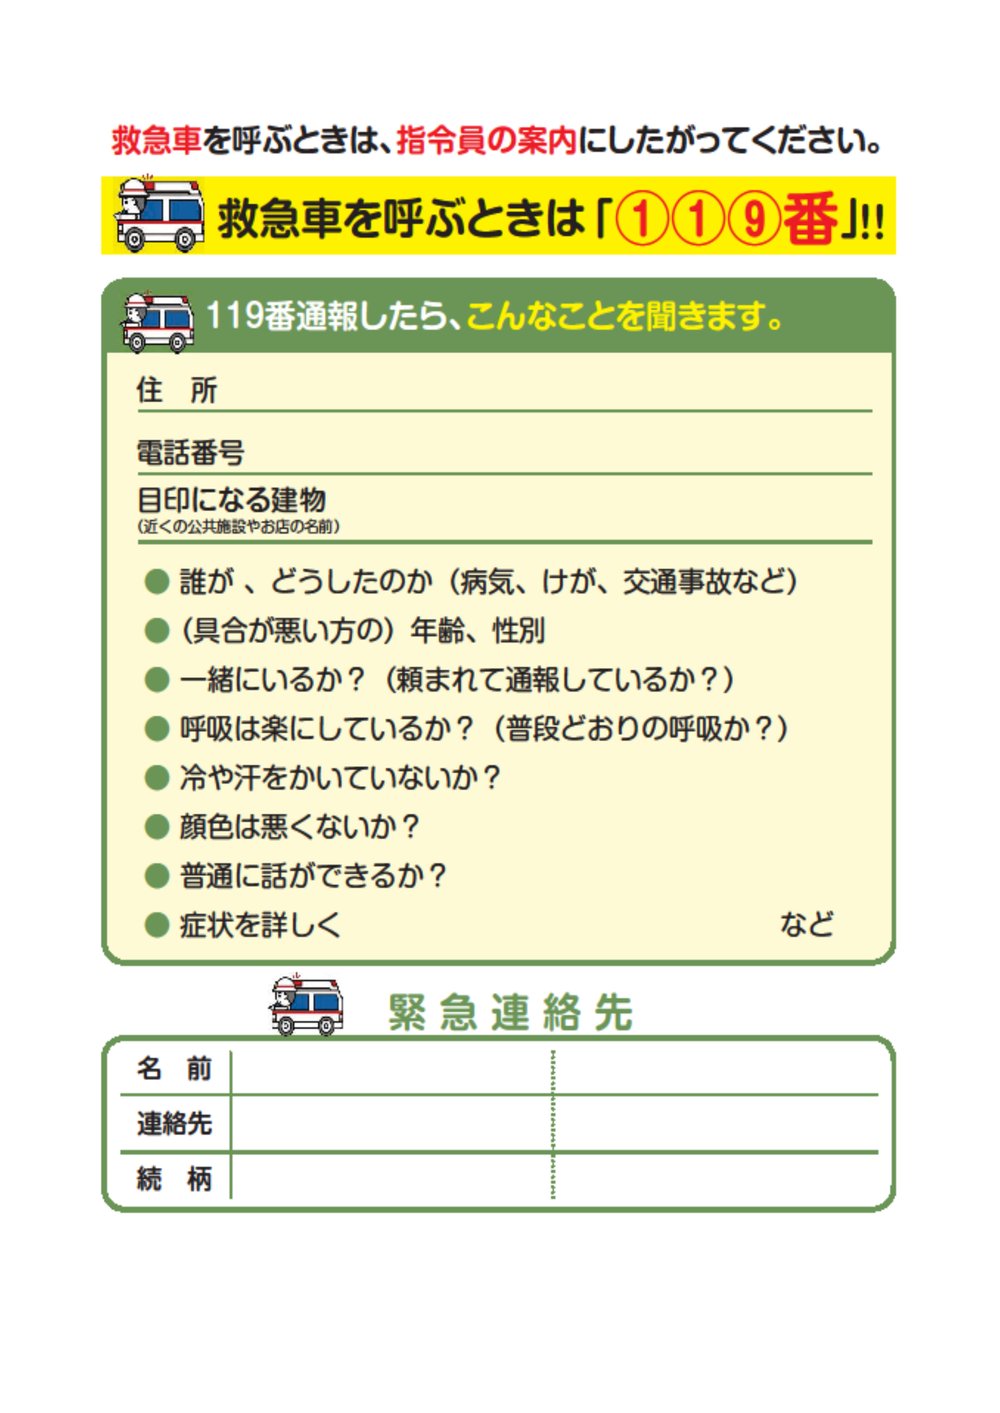 救急車を呼ぶときは、指令員の案内にしたがってください。
救急車を呼ぶときは「①①⑨番」!!
119番通報したら、こんなことを聞きます。
住　所
電話番号
目印になる建物
（近くの公共施設やお店の名前）
● 誰が 、どうしたのか（病気、けが、交通事故など）
●（具合が悪い方の）年齢、性別
● 一緒にいるか？（頼まれて通報しているか？）
● 呼吸は楽にしているか？（普段どおりの呼吸か？）
● 冷や汗をかいていないか？
● 顔色は悪くないか？
● 普通に話ができるか？
● 症状を詳しく　など
緊急連絡先
名　前
連絡先
続　柄